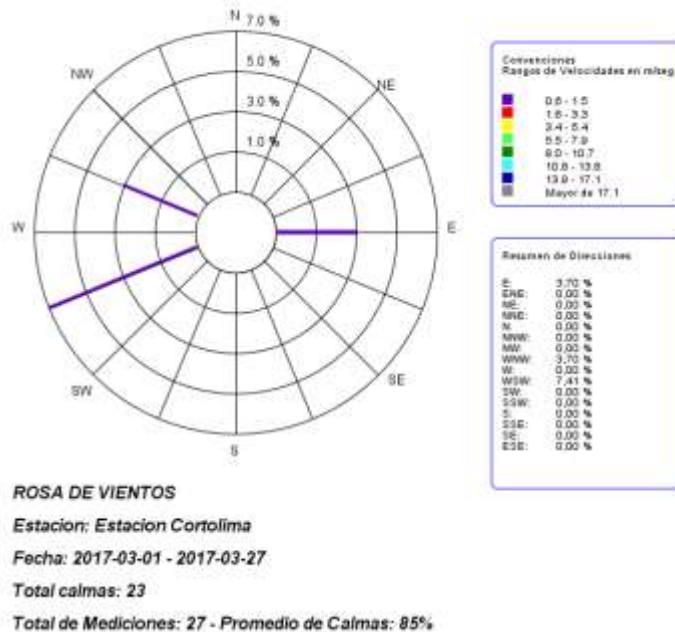 N
7.0 %
NW
5.0 %
NE
3.0 %
1.0 %
W
E
SW
SE
S
Convenciones
Rangos de Velocidades en m/seg
0.6 - 1.5
1.6 - 3.3
3.4 - 5.4
5.5 - 7.9
8.0 - 10.7
10.8 - 13.8
13.9 - 17.1
Mayor de 17.1
Resumen de Direcciones
E: 3,70 %
ENE: 0,00 %
NE: 0,00 %
NNE: 0,00 %
N: 0,00 %
NNW: 0,00 %
NW: 0,00 %
WNW: 3,70 %
W: 0,00 %
WSW: 7,41 %
SW: 0,00 %
SSW: 0,00 %
S: 0,00 %
SSE: 0,00 %
SE: 0,00 %
ESE: 0,00 %
ROSA DE VIENTOS
Estacion: Estacion Cortolima
Fecha: 2017-03-01 - 2017-03-27
Total calmas: 23
Total de Mediciones: 27 - Promedio de Calmas: 85%